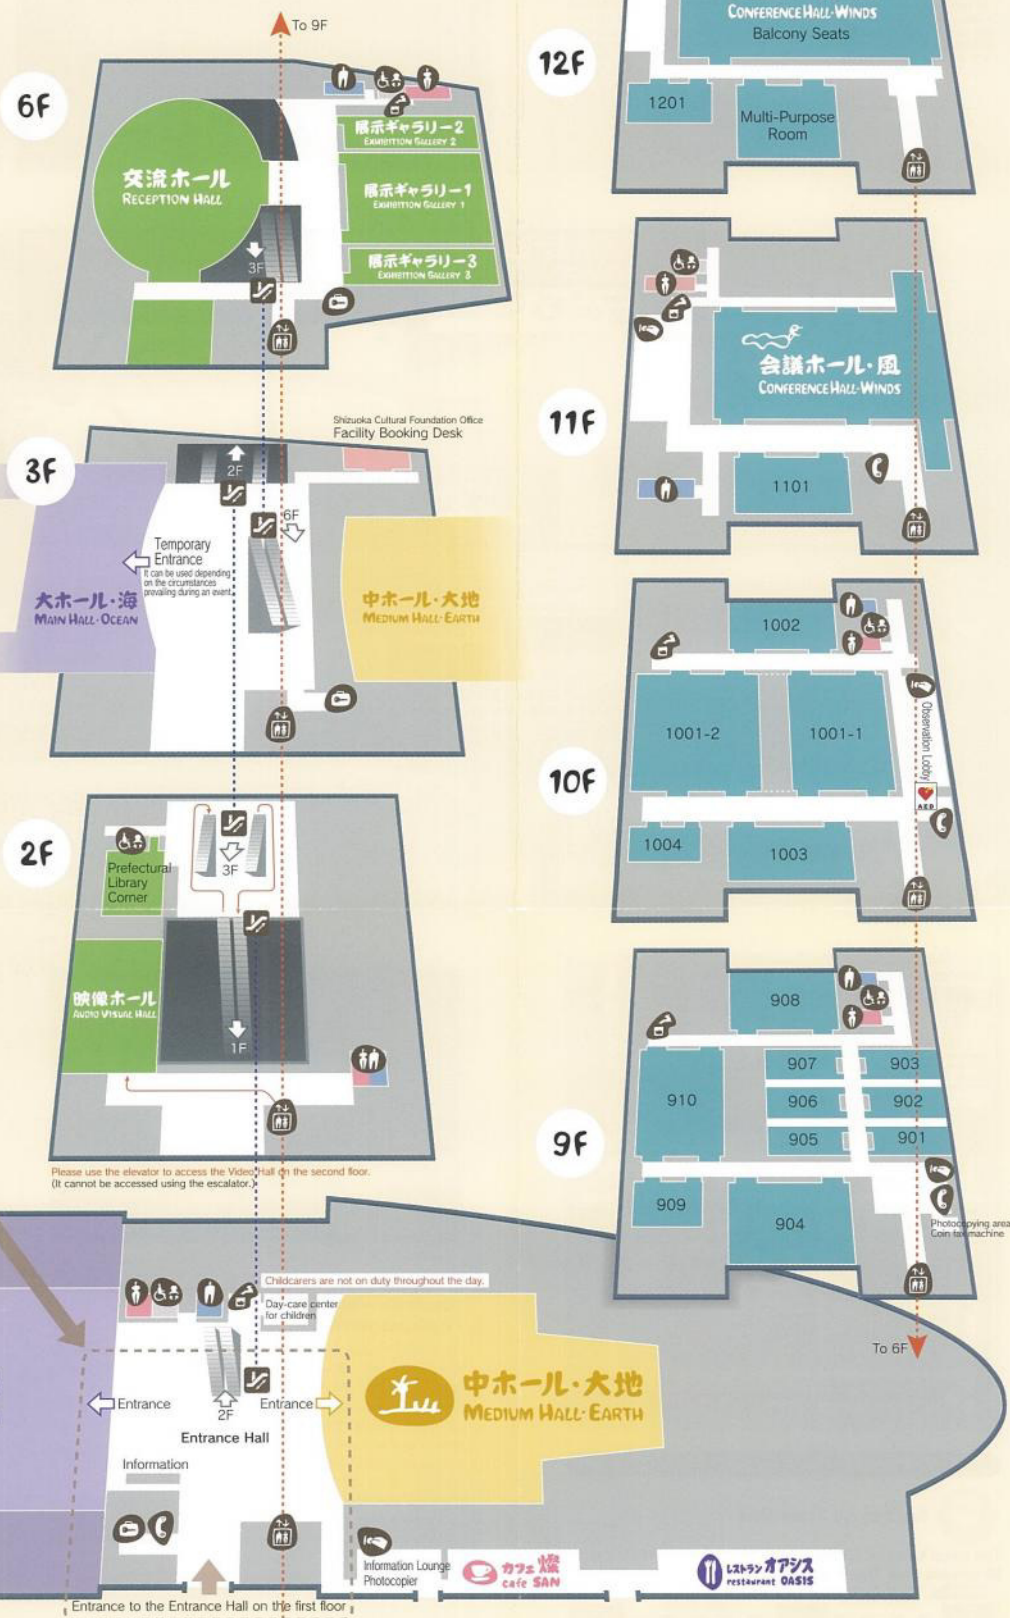 To 9F
6F
交流ホール
RECEPTION HALL
展示ギャラリー2
EXHIBITION GALLERY 2
展示ギャラリー1
EXHIBITION GALLERY 1
展示ギャラリー3
EXHIBITION GALLERY 3
3F
3F
Shizuoka Cultural Foundation Office
Facility Booking Desk
2F
6F
Temporary
Entrance
It can be used depending
on the circumstances
prevailing during an event.
大ホール・海
MAIN HALL·OCEAN
中ホール・大地
MEDIUM HALL·EARTH
2F
3F
Prefectural
Library
Corner
映像ホール
AUDIO VISUAL HALL
1F
Please use the elevator to access the Video Hall on the second floor.
(It cannot be accessed using the escalator.)
Childcarers are not on duty throughout the day.
Day-care center
for children
Entrance
2F
Entrance
Entrance Hall
Information
中ホール・大地
MEDIUM HALL·EARTH
Information Lounge
Photocopier
カフェ 燦
cafe SAN
レストラン オアシス
restaurant OASIS
Entrance to the Entrance Hall on the first floor
12F
CONFERENCE HALL·WINDS
Balcony Seats
1201
Multi-Purpose
Room
11F
会議ホール・風
CONFERENCE HALL·WINDS
1101
10F
1002
1001-2
1001-1
Observation Lobby
AED
1004
1003
9F
908
907
903
910
906
902
905
901
909
904
Photocopying area
Coin fax machine
To 6F